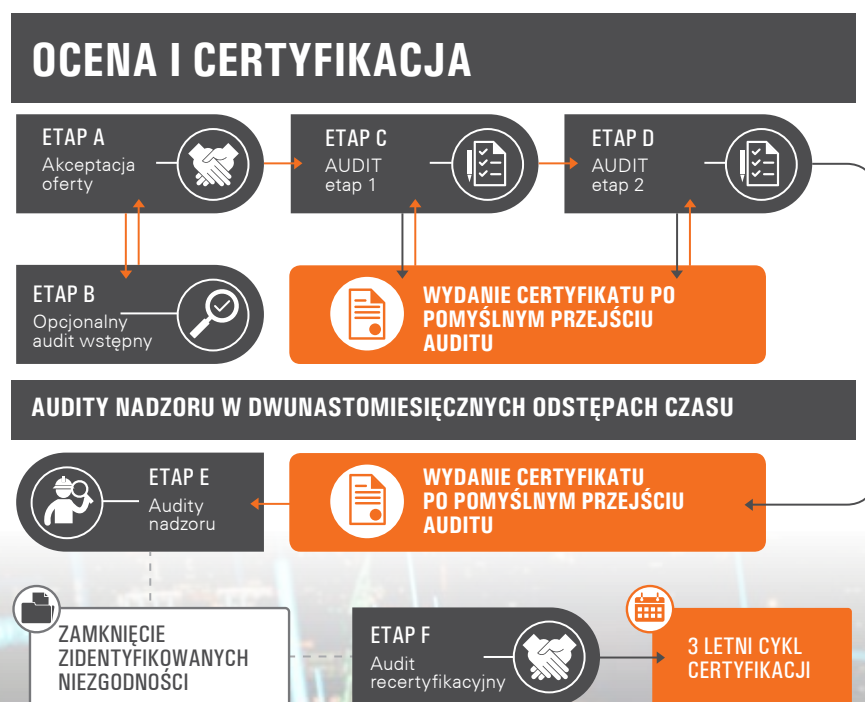 OCENA I CERTYFIKACJA
ETAP A
Akceptacja
oferty
ETAP C
AUDIT
etap 1
ETAP D
AUDIT
etap 2
ETAP B
Opcjonalny
audit wstępny
WYDANIE CERTYFIKATU PO
POMYŚLNYM PRZEJŚCIU
AUDITU
AUDITY NADZORU W DWUNASTOMIESIĘCZNYCH ODSTĘPACH CZASU
ETAP E
Audity
nadzoru
WYDANIE CERTYFIKATU
PO POMYŚLNYM PRZEJŚCIU
AUDITU
ZAMKNIĘCIE
ZIDENTYFIKOWANYCH
NIEZGODNOŚCI
ETAP F
Audit
recertyfikacyjny
3 LETNI CYKL
CERTYFIKACJI